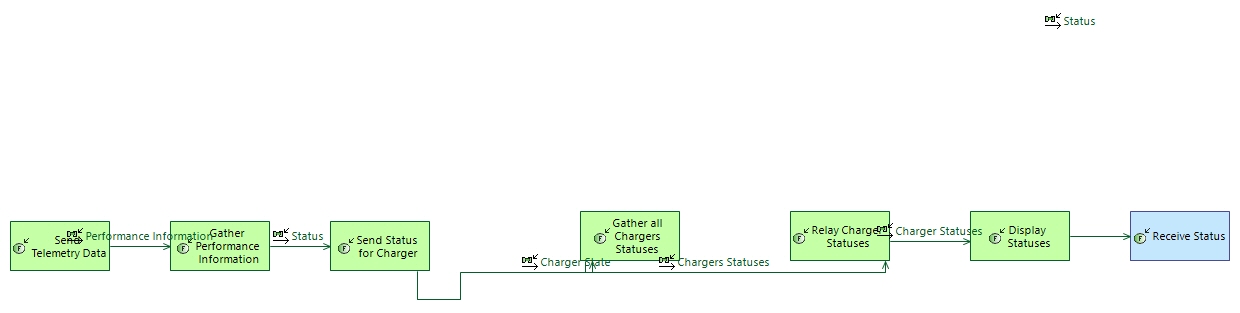 Status
Send
Telemetry Data
Performance Information
Gather
Performance
Information
Status
Send Status
for Charger
Charger State
Gather all
Chargers
Statuses
Chargers Statuses
Relay Charger
Statuses
Charger Statuses
Display
Statuses
Receive Status